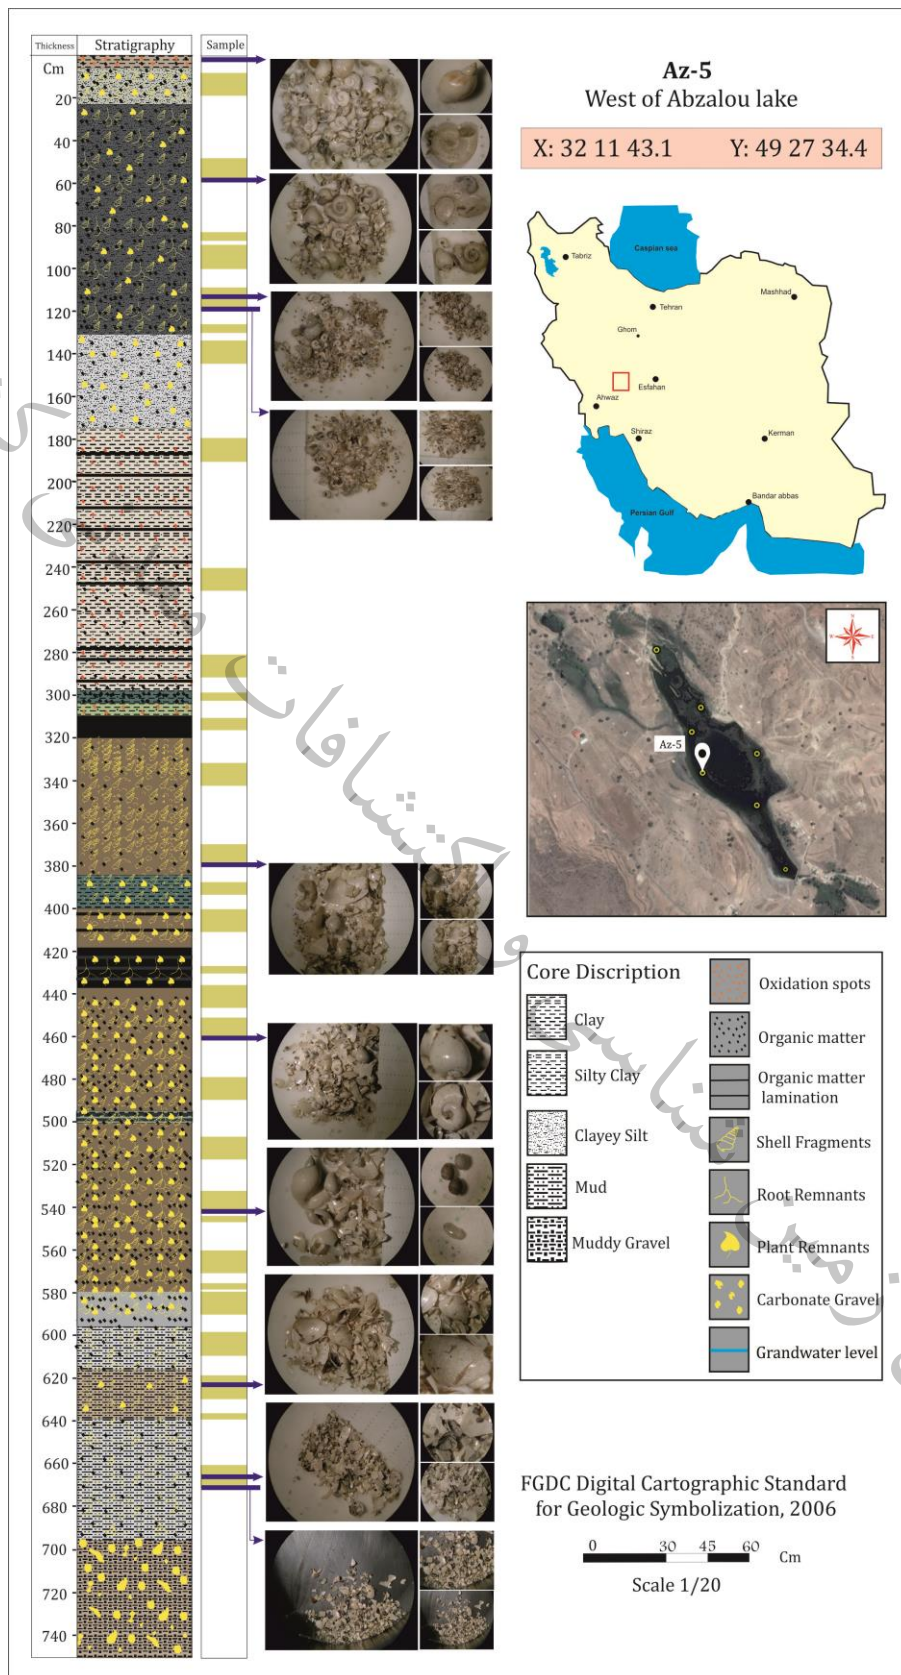 Thickness
Stratigraphy
Sample
Cm
20
40
60
80
100
120
140
160
180
200
220
240
260
280
300
320
340
360
380
400
420
440
460
480
500
520
540
560
580
600
620
640
660
680
700
720
740
Az-5
West of Abzalou lake
X: 32 11 43.1 Y: 49 27 34.4
Caspian sea
Tabriz
Mashhad
Tehran
Ghom
Esfahan
Ahwaz
Shiraz
Kerman
Bandar abbas
Persian Gulf
Az-5
Core Discription
Clay
Silty Clay
Clayey Silt
Mud
Muddy Gravel
Oxidation spots
Organic matter
Organic matter
lamination
Shell Fragments
Root Remnants
Plant Remnants
Carbonate Gravel
Grandwater level
FGDC Digital Cartographic Standard
for Geologic Symbolization, 2006
0 30 45 60 Cm
Scale 1/20
و اکتشافات